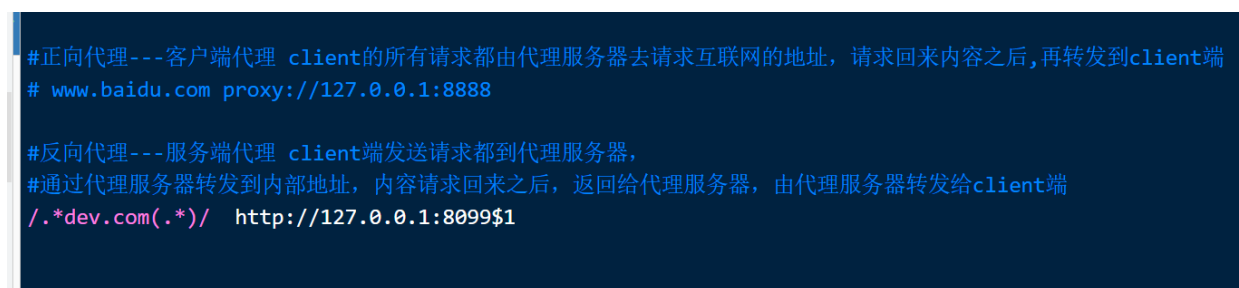 #正向代理---客户端代理 client的所有请求都由代理服务器去请求互联网的地址，请求回来内容之后,再转发到client端
# www.baidu.com proxy://127.0.0.1:8888
#反向代理---服务端代理 client端发送请求都到代理服务器，
#通过代理服务器转发到内部地址，内容请求回来之后，返回给代理服务器，由代理服务器转发给client端
/.*dev.com(.*)/  http://127.0.0.1:8099$1